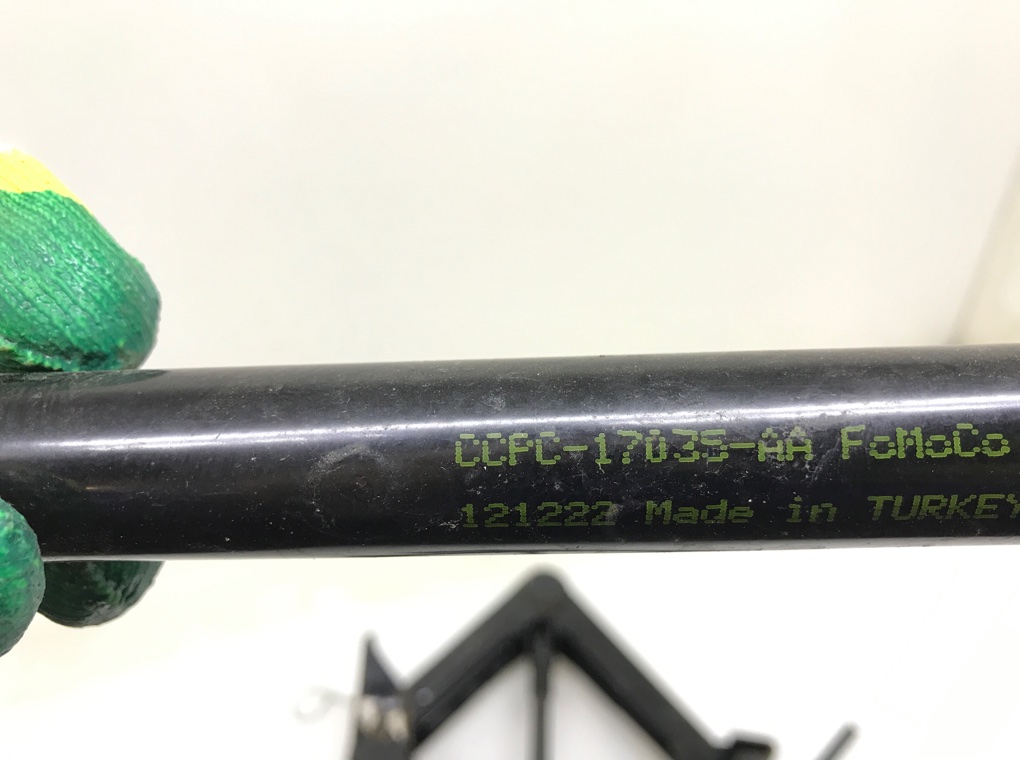 CCPC-17035-AA FoMoCo
121222 Made in TURKEY